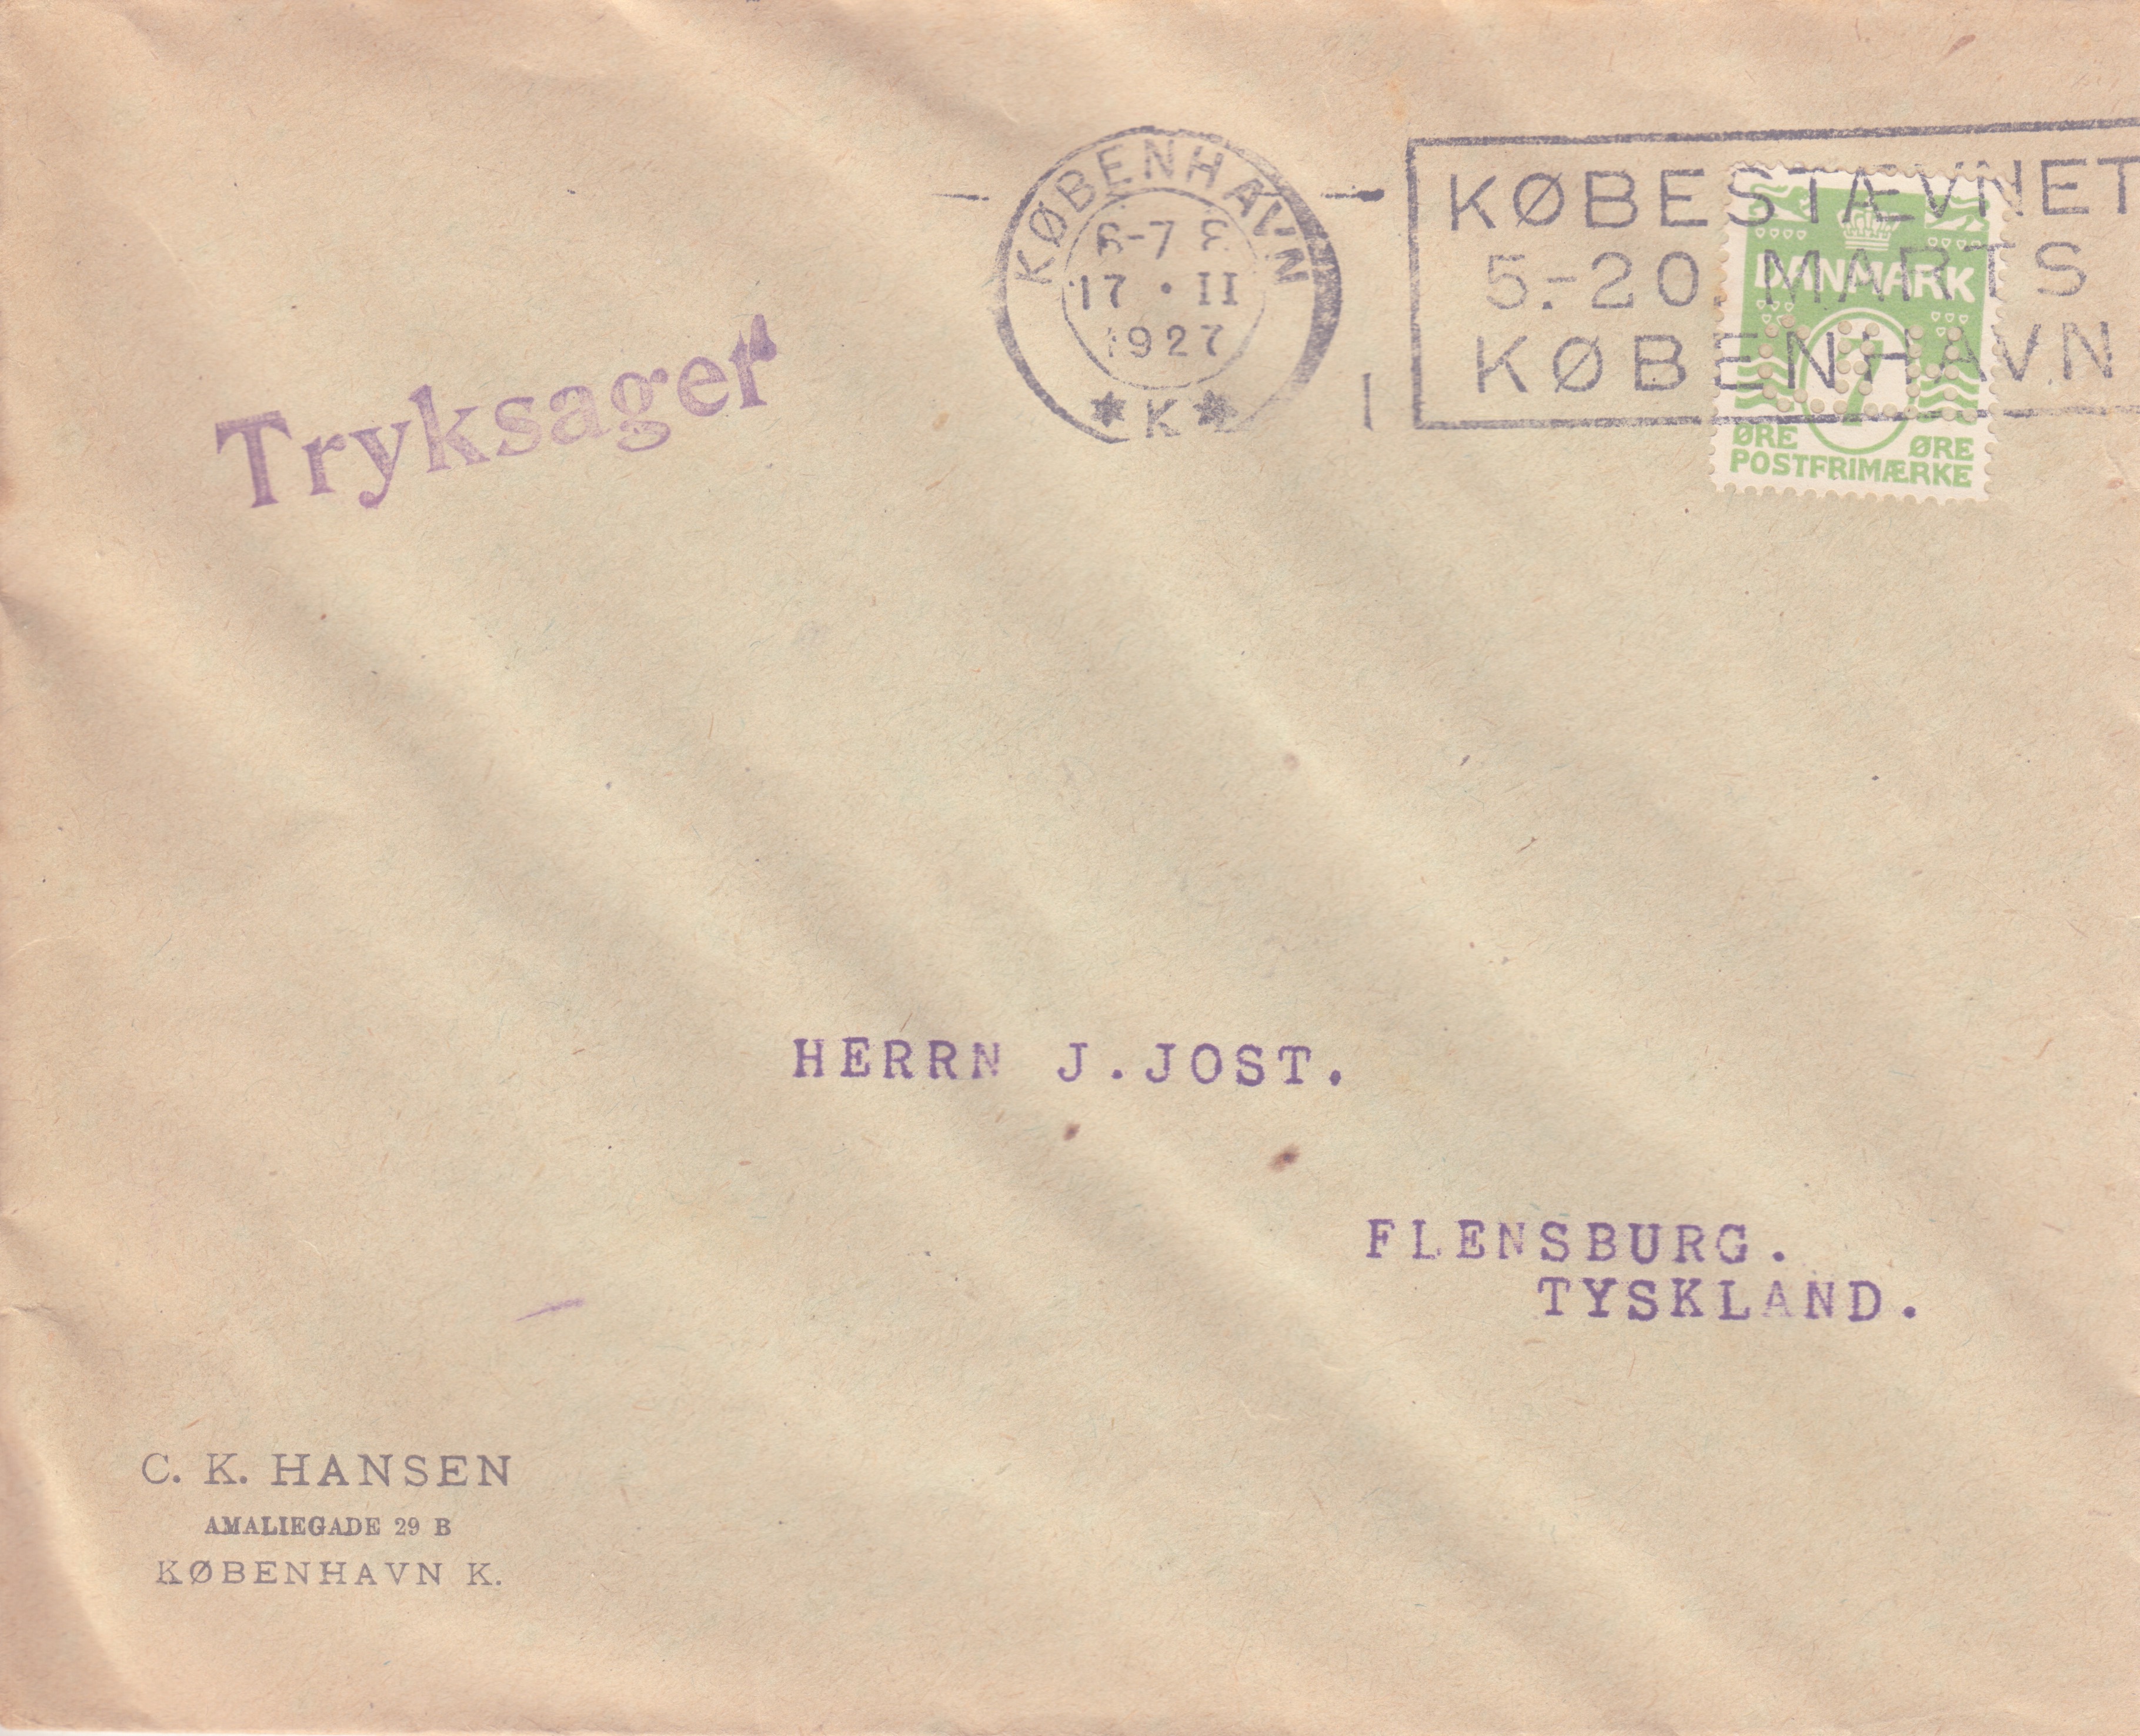 Tryksager
KØBENHAVN
6-7 E
17 · II
1927
* K *
KØBESTÆVNET
5.-20. MARTS
KØBENHAVN
DANMARK
7
ØRE ØRE
POSTFRIMÆRKE
HERRN J.JOST.
FLENSBURG.
TYSKLAND.
C. K. HANSEN
AMALIEGADE 29 B
KØBENHAVN K.